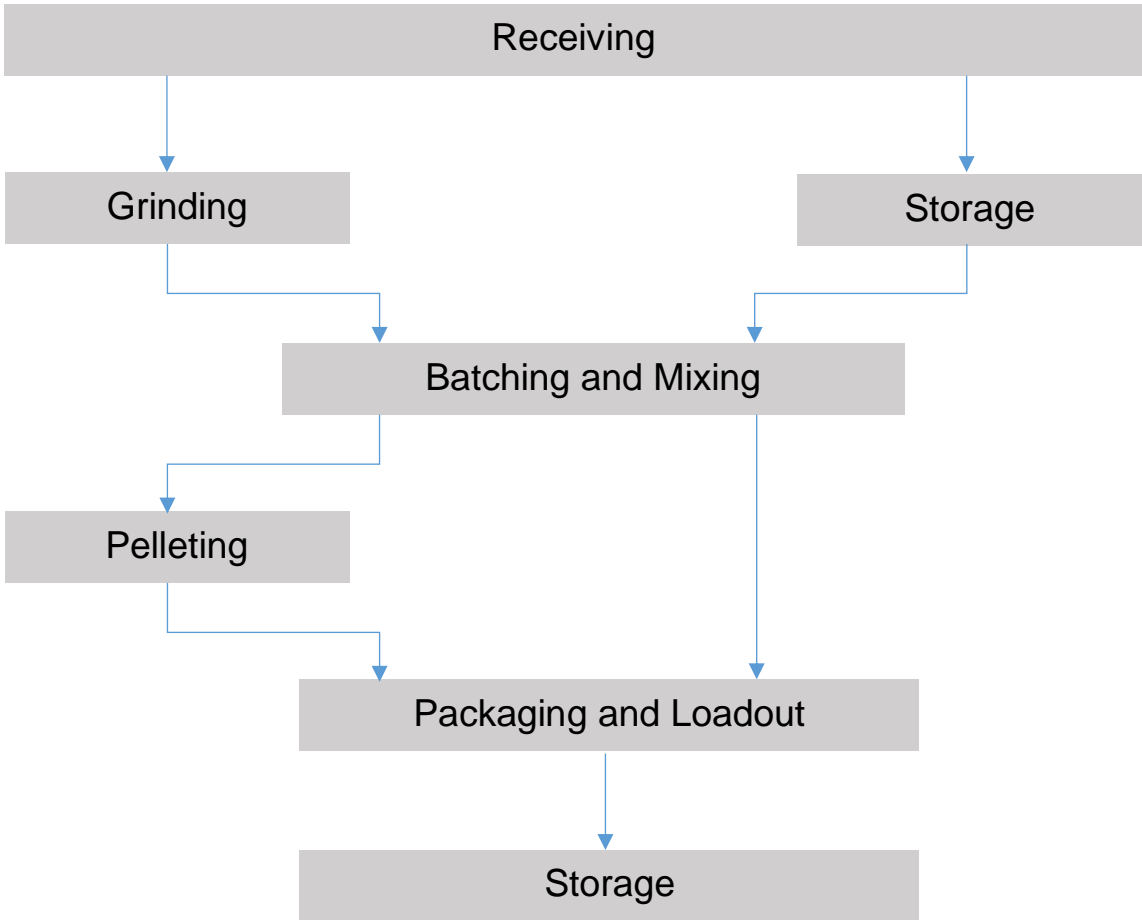 Receiving
Grinding
Storage
Batching and Mixing
Pelleting
Packaging and Loadout
Storage